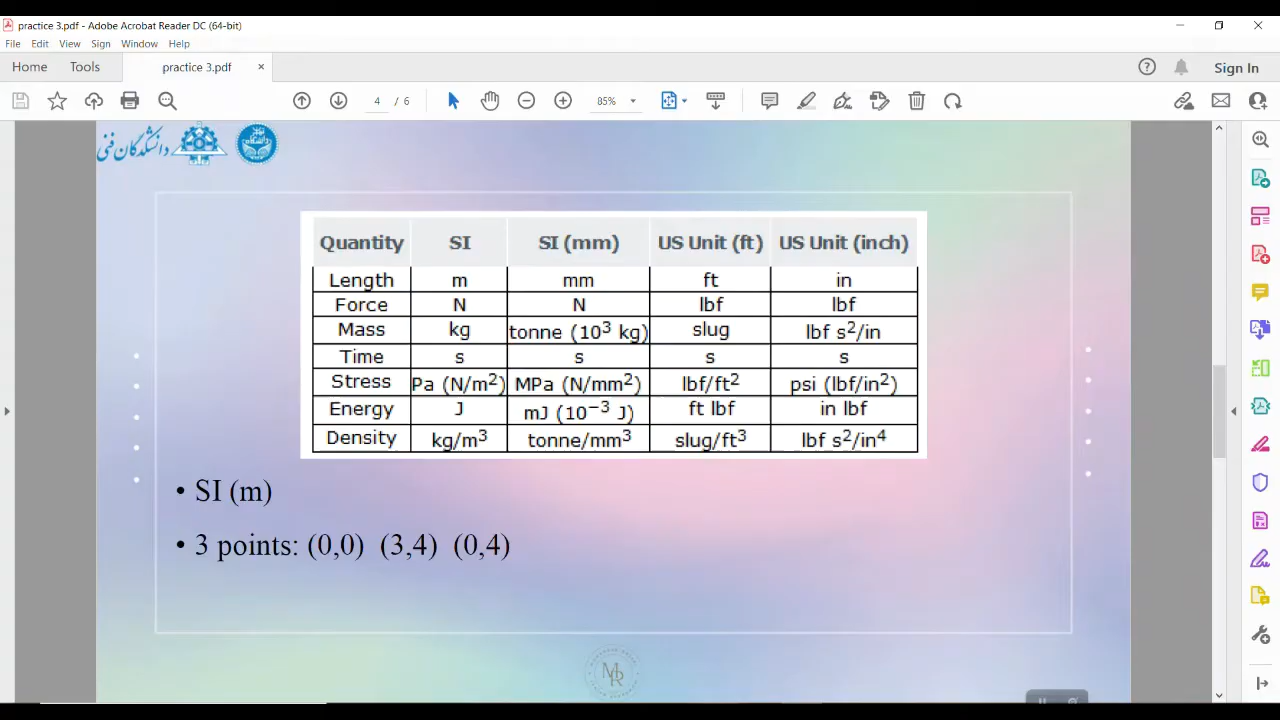 practice 3.pdf - Adobe Acrobat Reader DC (64-bit)
File Edit View Sign Window Help
Home Tools practice 3.pdf × Sign In
4 / 6 85%
دانشکدگان فنی
Quantity SI SI (mm) US Unit (ft) US Unit (inch)
Length m mm ft in
Force N N lbf lbf
Mass kg tonne (10³ kg) slug lbf s²/in
Time s s s s
Stress Pa (N/m²) MPa (N/mm²) lbf/ft² psi (lbf/in²)
Energy J mJ (10⁻³ J) ft lbf in lbf
Density kg/m³ tonne/mm³ slug/ft³ lbf s²/in⁴
• SI (m)
• 3 points: (0,0) (3,4) (0,4)